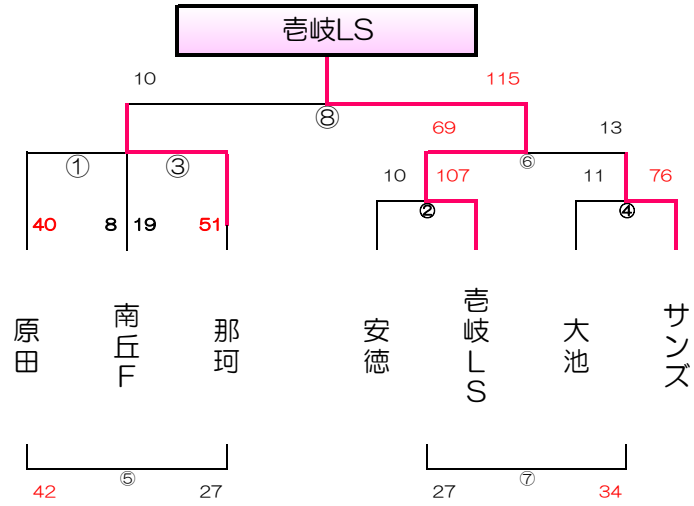 壱岐LS
10 115
⑧
69 13
① ③ ⑥
10 107 11 76
40 8 19 51 ② ④
原田
南丘F
那珂
安徳
壱岐LS
大池
サンズ
⑤ ⑦
42 27 27 34